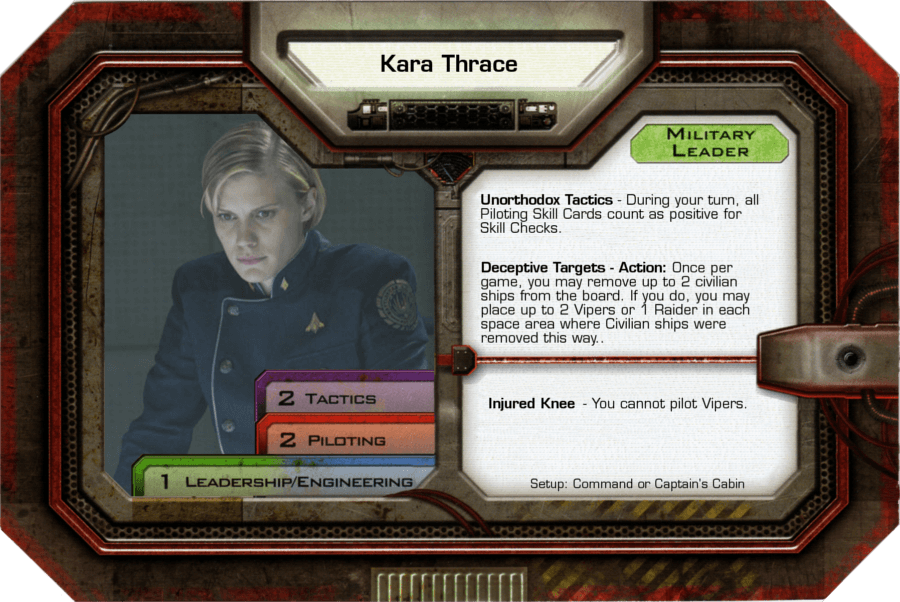 Kara Thrace
Military
Leader
Unorthodox Tactics - During your turn, all
Piloting Skill Cards count as positive for
Skill Checks.
Deceptive Targets - Action: Once per
game, you may remove up to 2 civilian
ships from the board. If you do, you may
place up to 2 Vipers or 1 Raider in each
space area where Civilian ships were
removed this way..
Injured Knee - You cannot pilot Vipers.
Setup: Command or Captain's Cabin
2 Tactics
2 Piloting
1 Leadership/Engineering